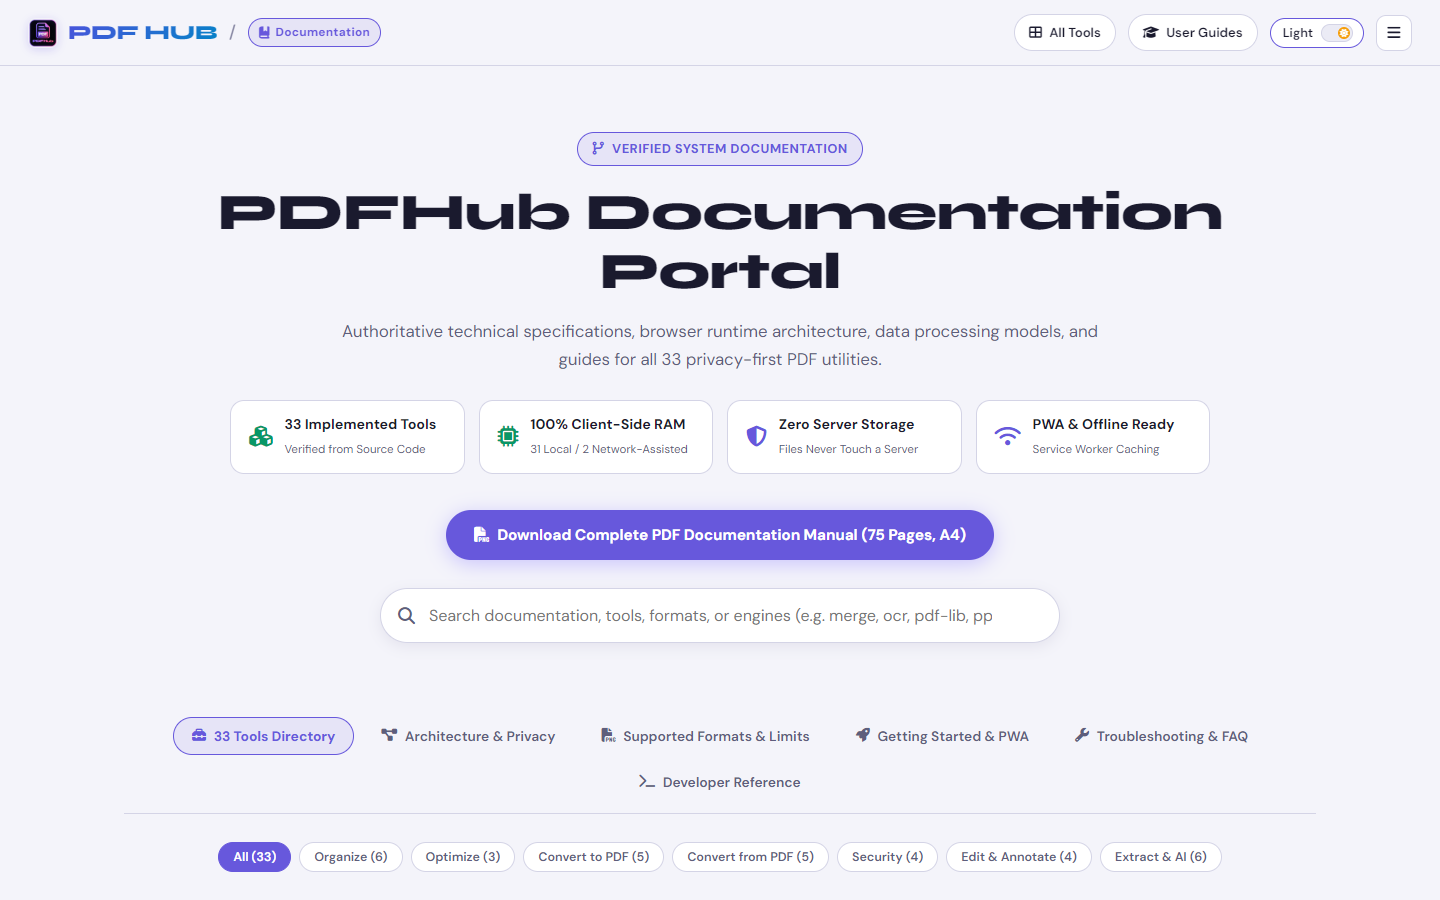 PDF HUB / Documentation
All Tools
User Guides
Light
VERIFIED SYSTEM DOCUMENTATION
PDFHub Documentation
Portal
Authoritative technical specifications, browser runtime architecture, data processing models, and
guides for all 33 privacy-first PDF utilities.
33 Implemented Tools
Verified from Source Code
100% Client-Side RAM
31 Local / 2 Network-Assisted
Zero Server Storage
Files Never Touch a Server
PWA & Offline Ready
Service Worker Caching
Download Complete PDF Documentation Manual (75 Pages, A4)
Search documentation, tools, formats, or engines (e.g. merge, ocr, pdf-lib, pp
33 Tools Directory
Architecture & Privacy
Supported Formats & Limits
Getting Started & PWA
Troubleshooting & FAQ
Developer Reference
All (33)
Organize (6)
Optimize (3)
Convert to PDF (5)
Convert from PDF (5)
Security (4)
Edit & Annotate (4)
Extract & AI (6)